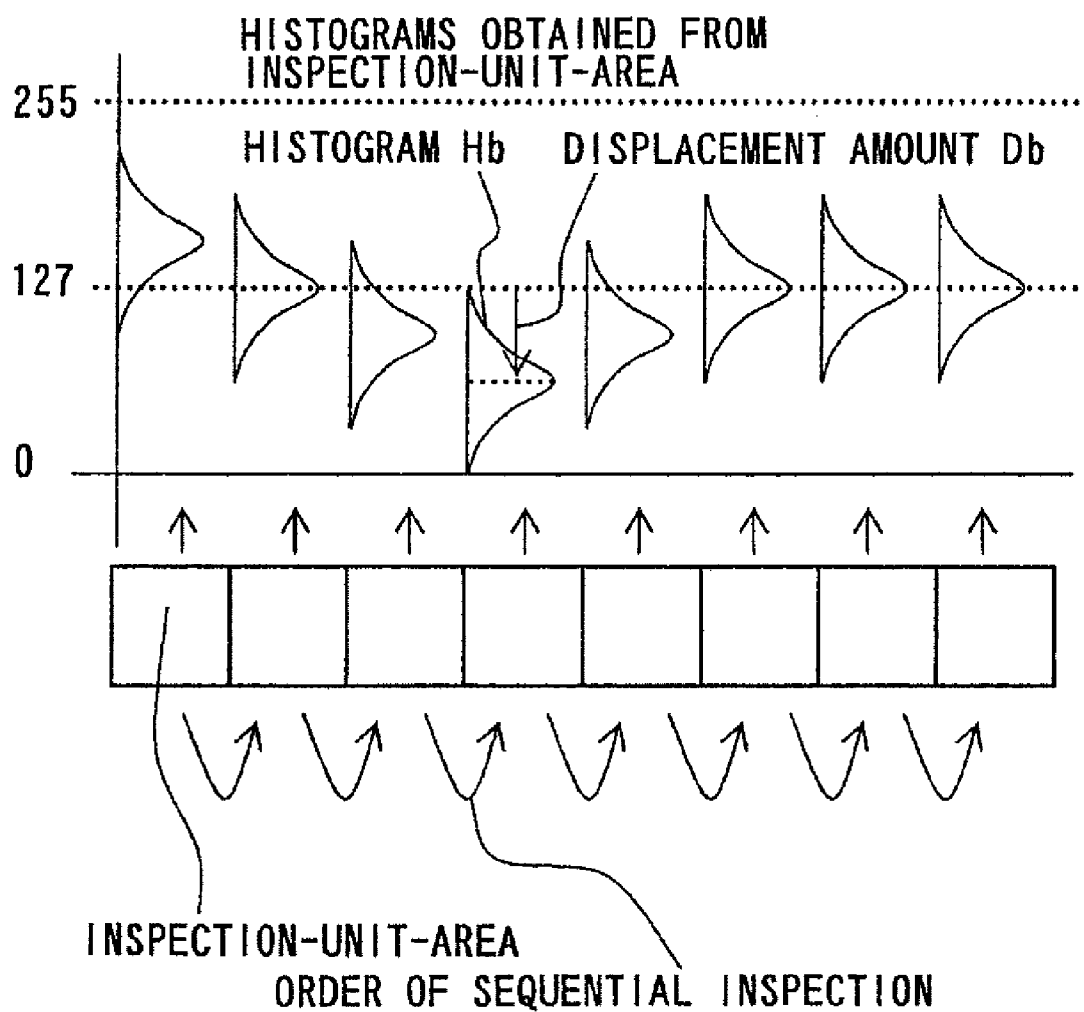 HISTOGRAMS OBTAINED FROM
INSPECTION-UNIT-AREA
255
HISTOGRAM Hb
DISPLACEMENT AMOUNT Db
127
0
INSPECTION-UNIT-AREA
ORDER OF SEQUENTIAL INSPECTION